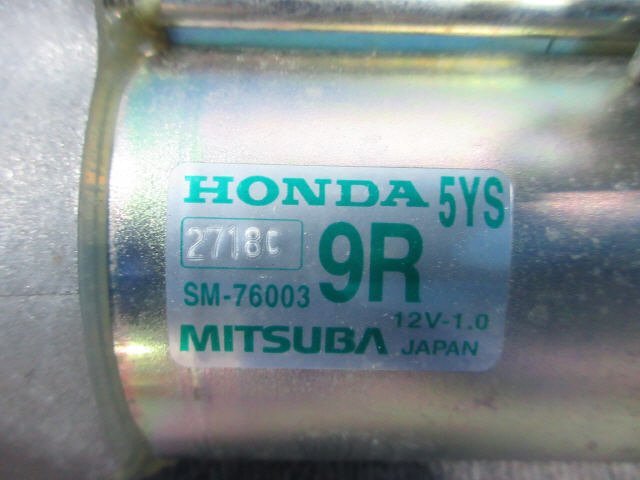 HONDA 5YS
2718C 9R
SM-76003
12V-1.0
MITSUBA JAPAN